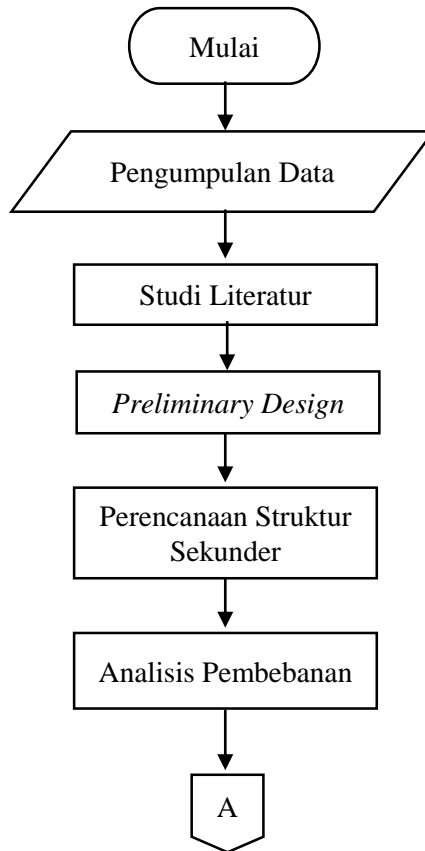 Mulai
Pengumpulan Data
Studi Literatur
Preliminary Design
Perencanaan Struktur
Sekunder
Analisis Pembebanan
A